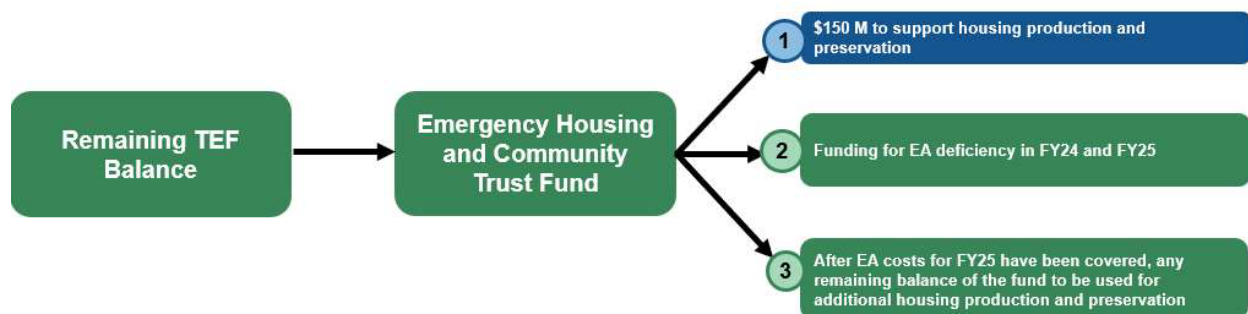 Remaining TEF
Balance
Emergency Housing
and Community
Trust Fund
1
$150 M to support housing production and
preservation
2
Funding for EA deficiency in FY24 and FY25
3
After EA costs for FY25 have been covered, any
remaining balance of the fund to be used for
additional housing production and preservation